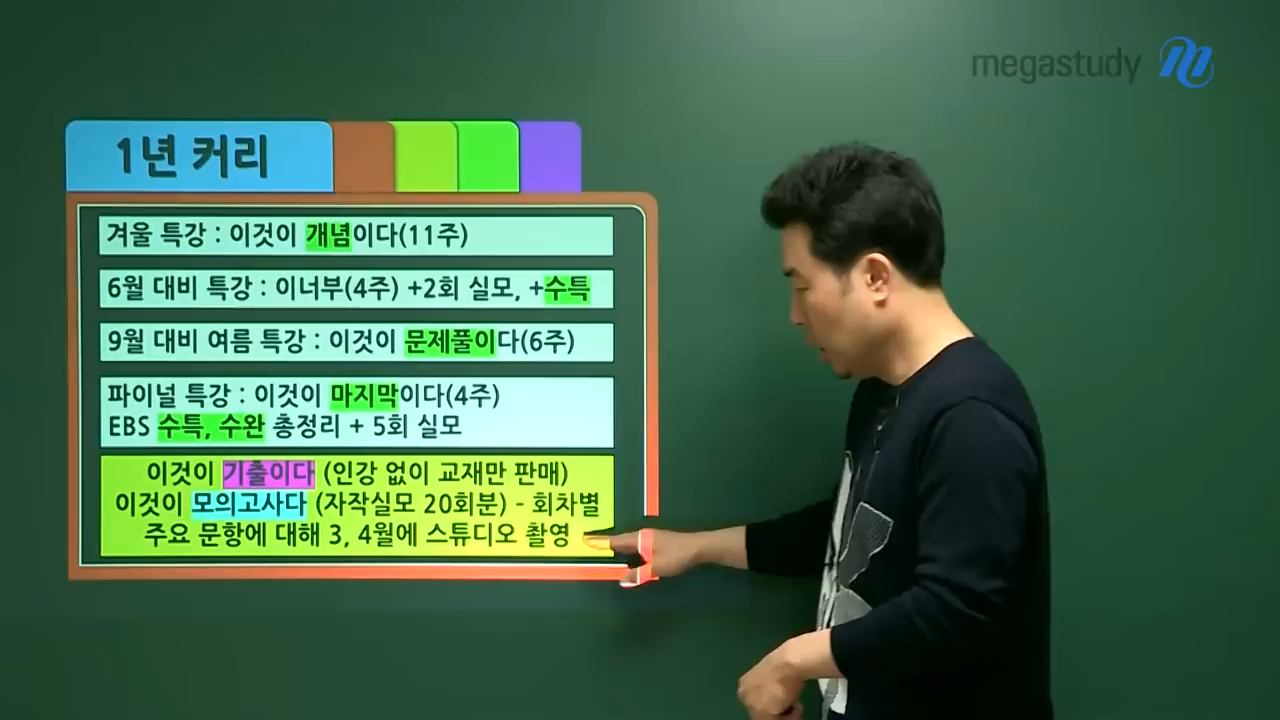 megastudy
1년 커리
겨울 특강 : 이것이 개념이다(11주)
6월 대비 특강 : 이너부(4주) +2회 실모, +수특
9월 대비 여름 특강 : 이것이 문제풀이다(6주)
파이널 특강 : 이것이 마지막이다(4주)
EBS 수특, 수완 총정리 + 5회 실모
이것이 기출이다 (인강 없이 교재만 판매)
이것이 모의고사다 (자작실모 20회분) - 회차별
주요 문항에 대해 3, 4월에 스튜디오 촬영